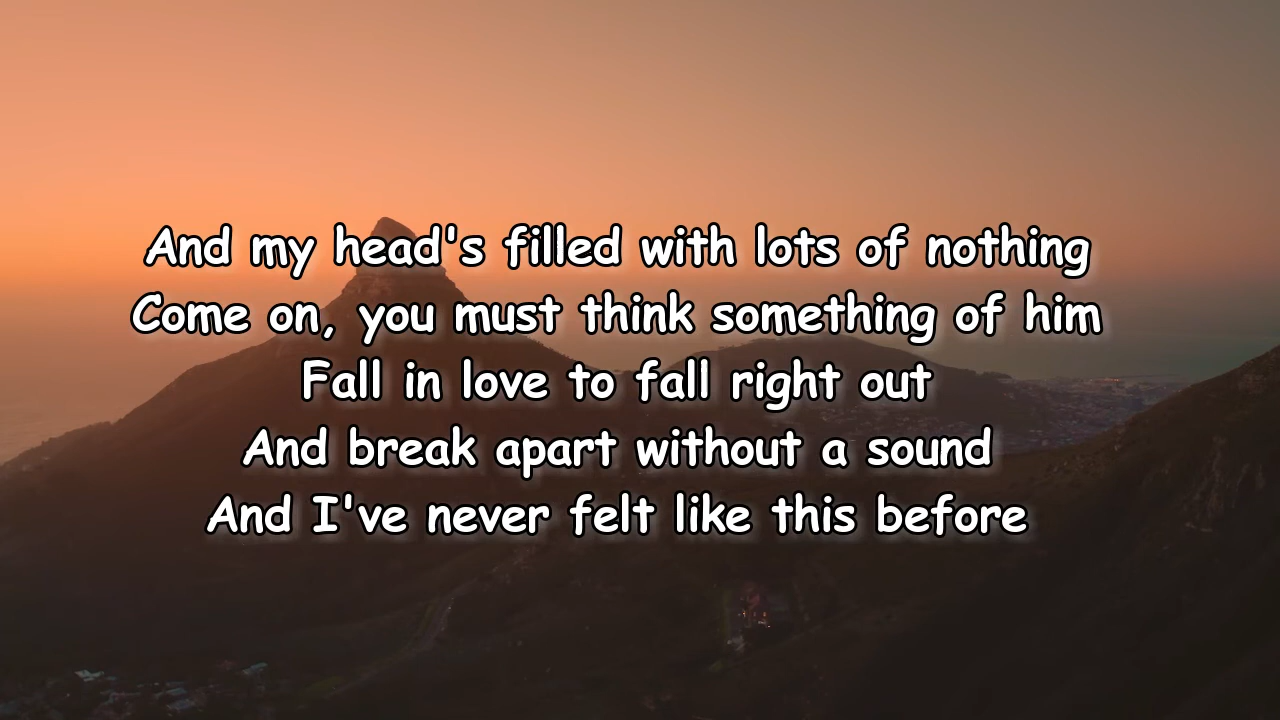 And my head's filled with lots of nothing
Come on, you must think something of him
Fall in love to fall right out
And break apart without a sound
And I've never felt like this before